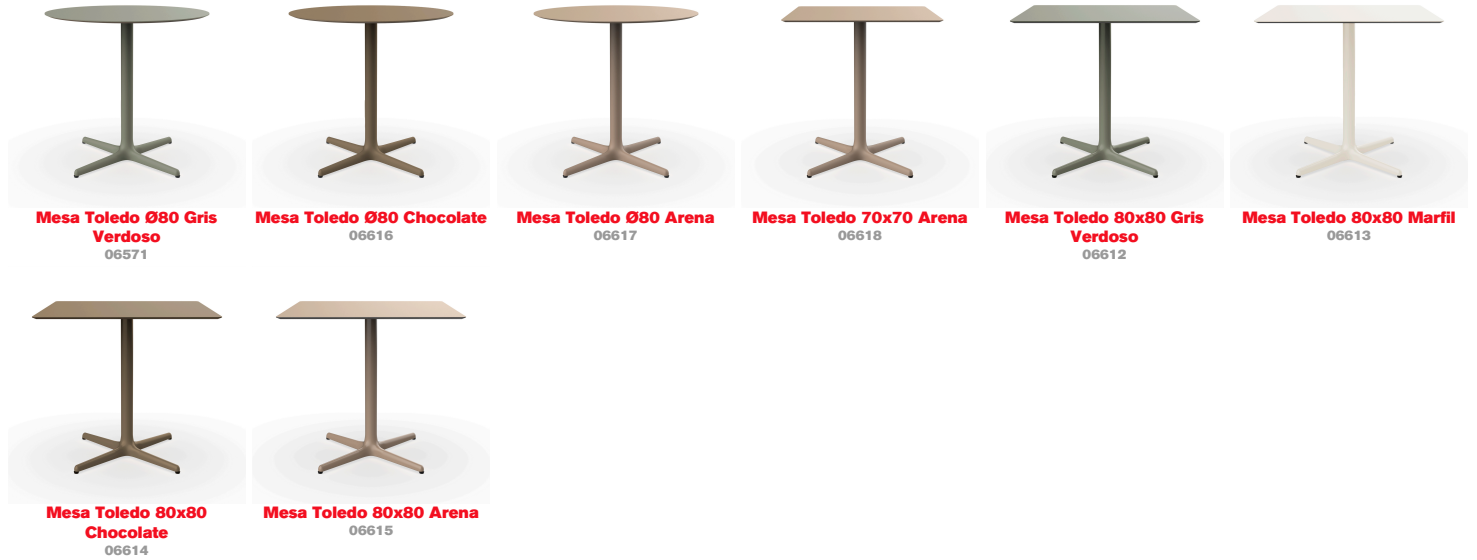 Mesa Toledo Ø80 Gris
Verdoso
06571
Mesa Toledo Ø80 Chocolate
06616
Mesa Toledo Ø80 Arena
06617
Mesa Toledo 70x70 Arena
06618
Mesa Toledo 80x80 Gris
Verdoso
06612
Mesa Toledo 80x80 Marfil
06613
Mesa Toledo 80x80
Chocolate
06614
Mesa Toledo 80x80 Arena
06615